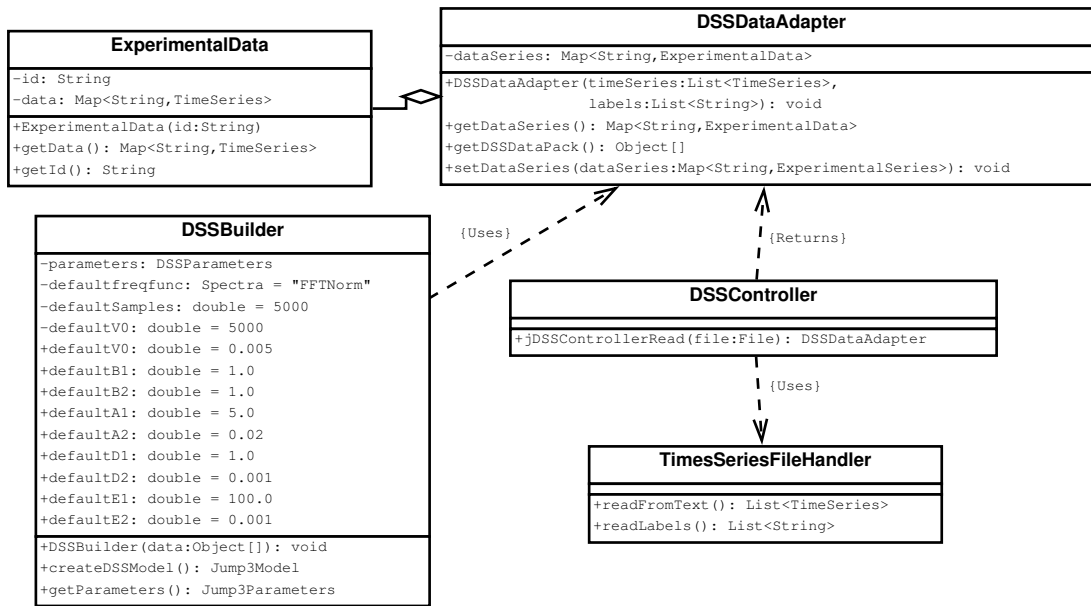 ExperimentalData
-id: String
-data: Map<String,TimeSeries>
+ExperimentalData(id:String)
+getData(): Map<String,TimeSeries>
+getId(): String
DSSDataAdapter
-dataSeries: Map<String,ExperimentalData>
+DSSDataAdapter(timeSeries:List<TimeSeries>,
labels:List<String>): void
+getDataSeries(): Map<String,ExperimentalData>
+getDSSDataPack(): Object[]
+setDataSeries(dataSeries:Map<String,ExperimentalSeries>): void
DSSBuilder
-parameters: DSSParameters
-defaultfreqfunc: Spectra = "FFTNorm"
-defaultSamples: double = 5000
-defaultV0: double = 5000
+defaultV0: double = 0.005
+defaultB1: double = 1.0
+defaultB2: double = 1.0
+defaultA1: double = 5.0
+defaultA2: double = 0.02
+defaultD1: double = 1.0
+defaultD2: double = 0.001
+defaultE1: double = 100.0
+defaultE2: double = 0.001
+DSSBuilder(data:Object[]): void
+createDSSModel(): Jump3Model
+getParameters(): Jump3Parameters
{Uses}
{Returns}
DSSController
+jDSSControllerRead(file:File): DSSDataAdapter
{Uses}
TimesSeriesFileHandler
+readFromText(): List<TimeSeries>
+readLabels(): List<String>